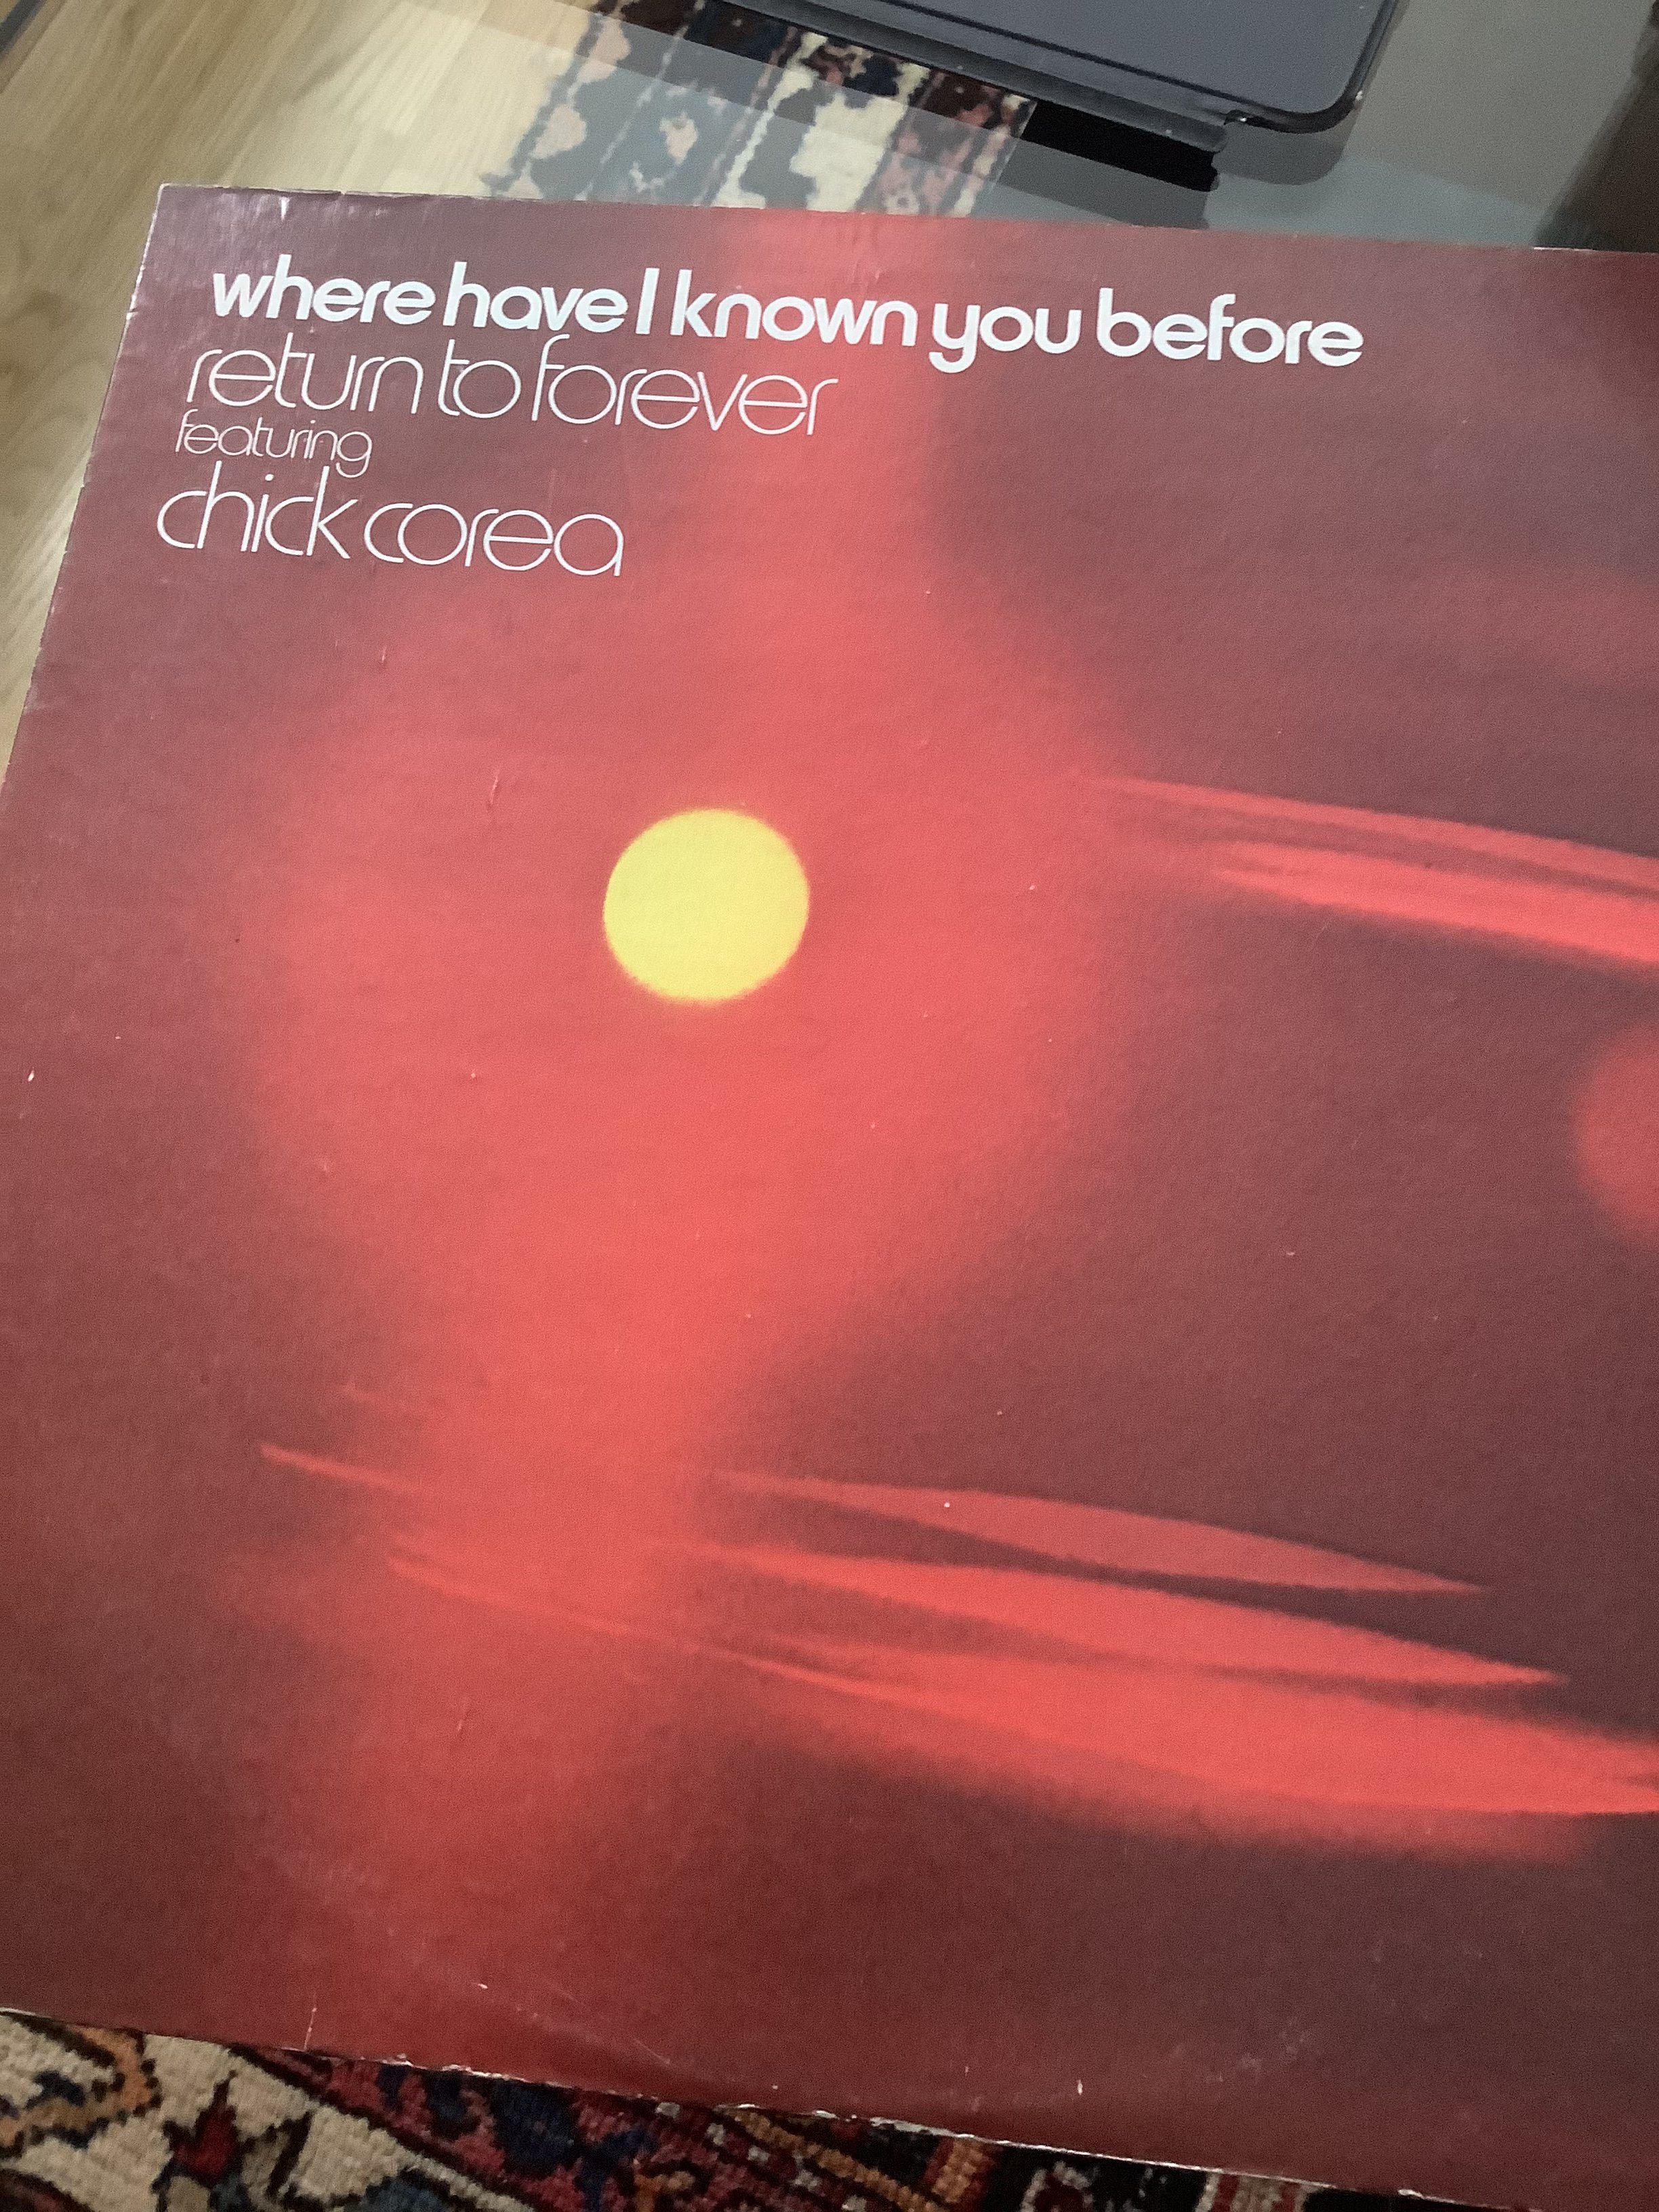 where have I known you before
return to forever
featuring
chick corea